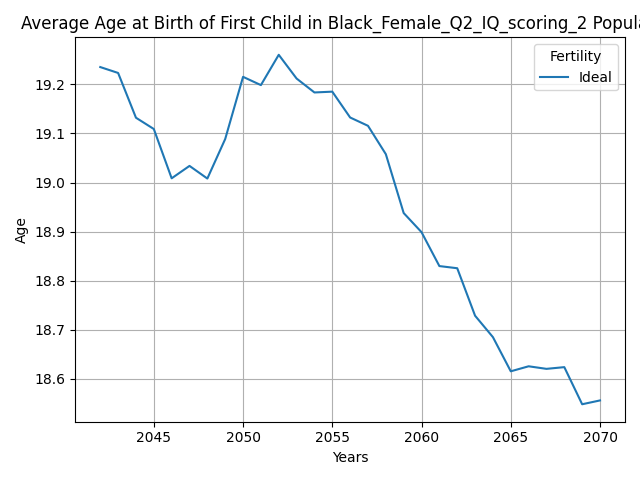 Average Age at Birth of First Child in Black_Female_Q2_IQ_scoring_2 Popula
Fertility
Ideal
19.2
19.1
19.0
18.9
18.8
18.7
18.6
Age
2045 2050 2055 2060 2065 2070
Years